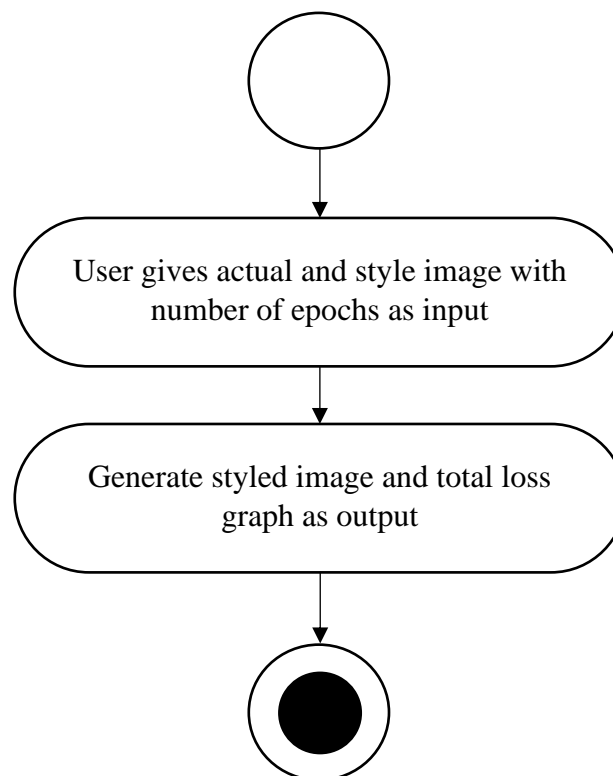 User gives actual and style image with
number of epochs as input
Generate styled image and total loss
graph as output